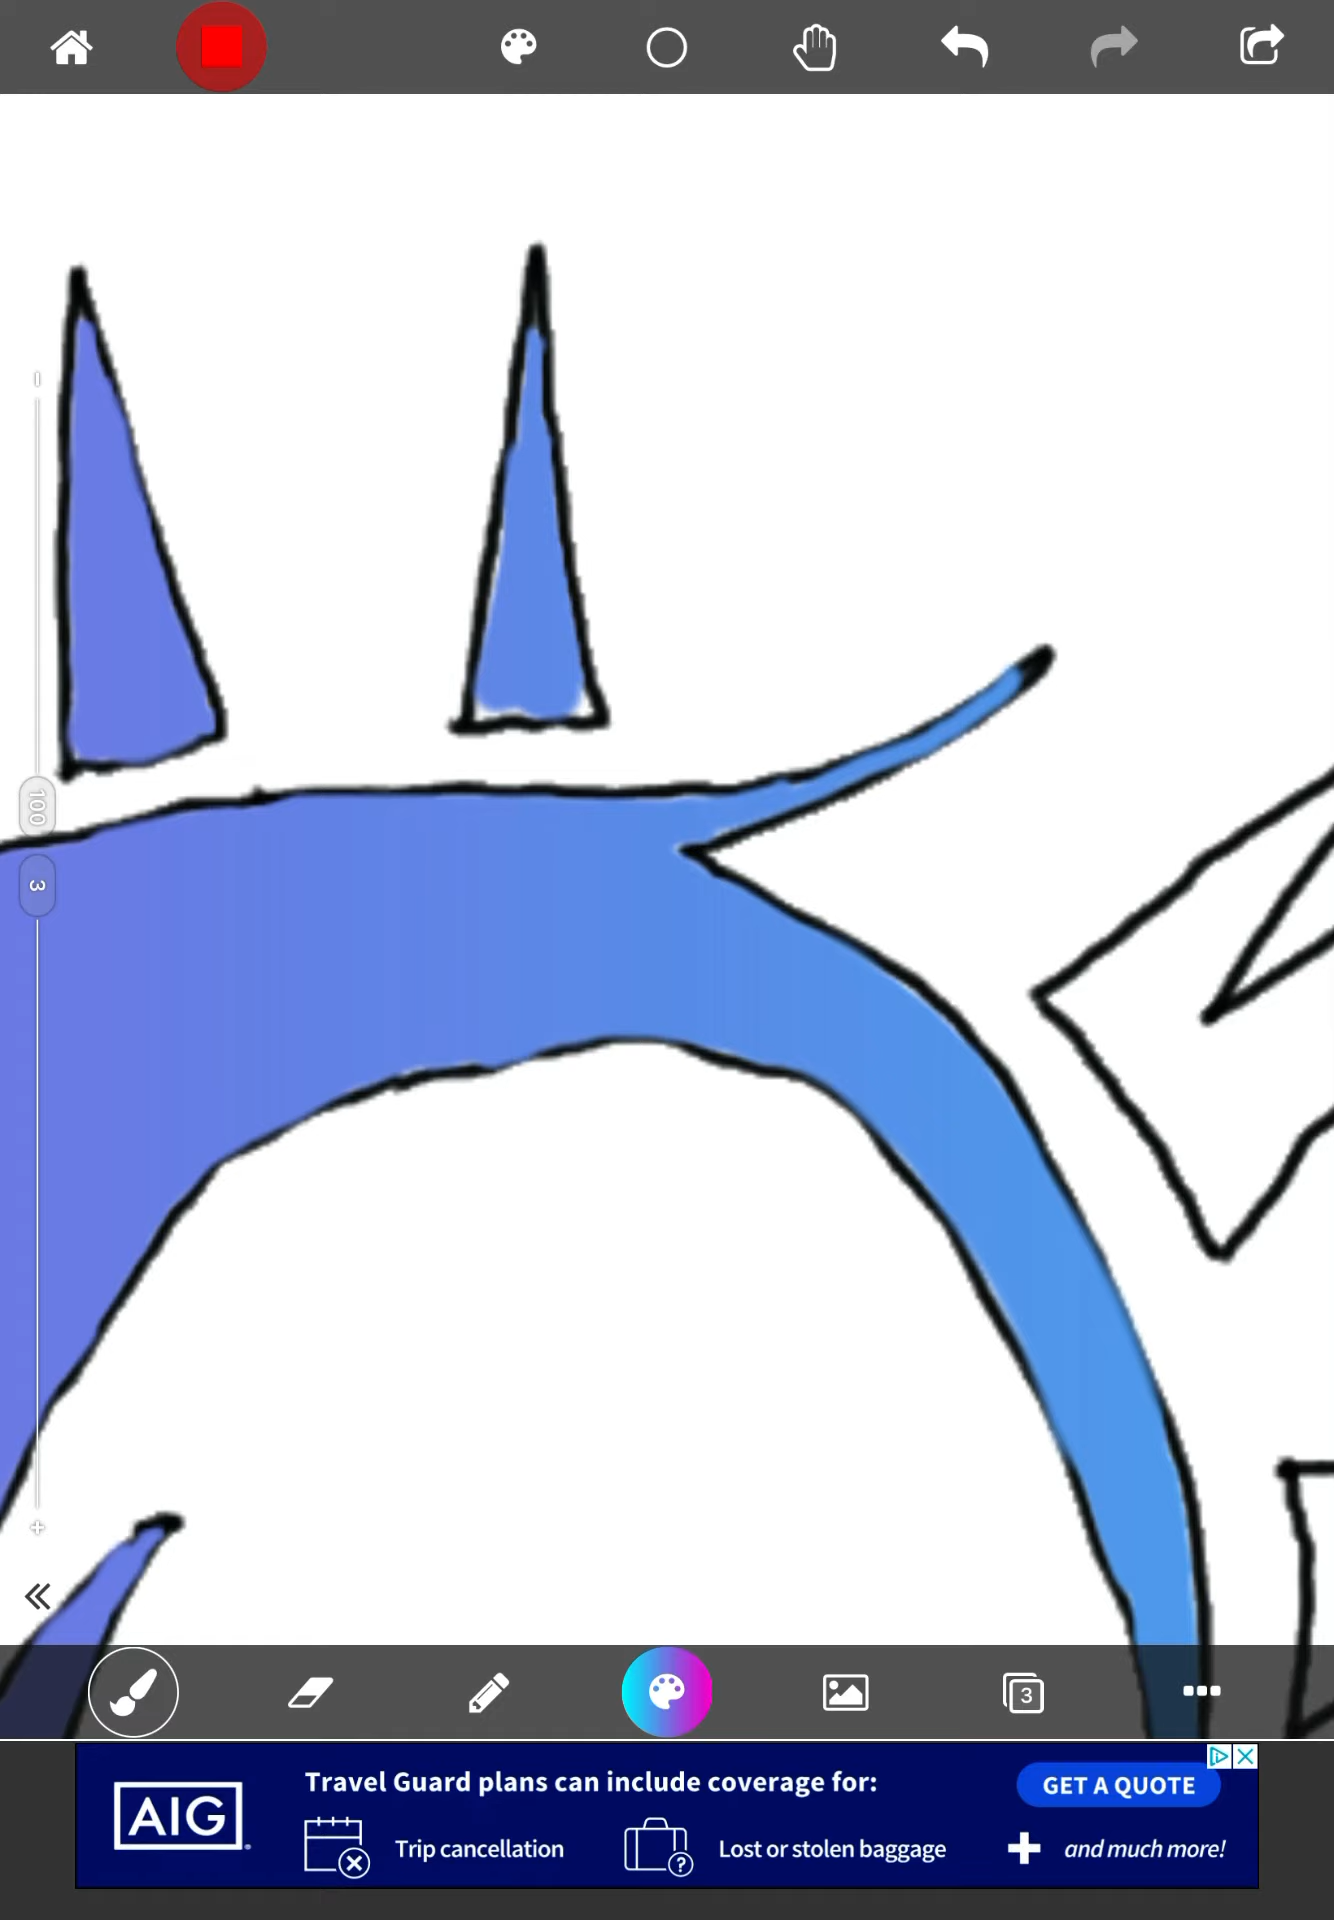 100
3
3
Travel Guard plans can include coverage for:
GET A QUOTE
AIG
Trip cancellation
Lost or stolen baggage
and much more!